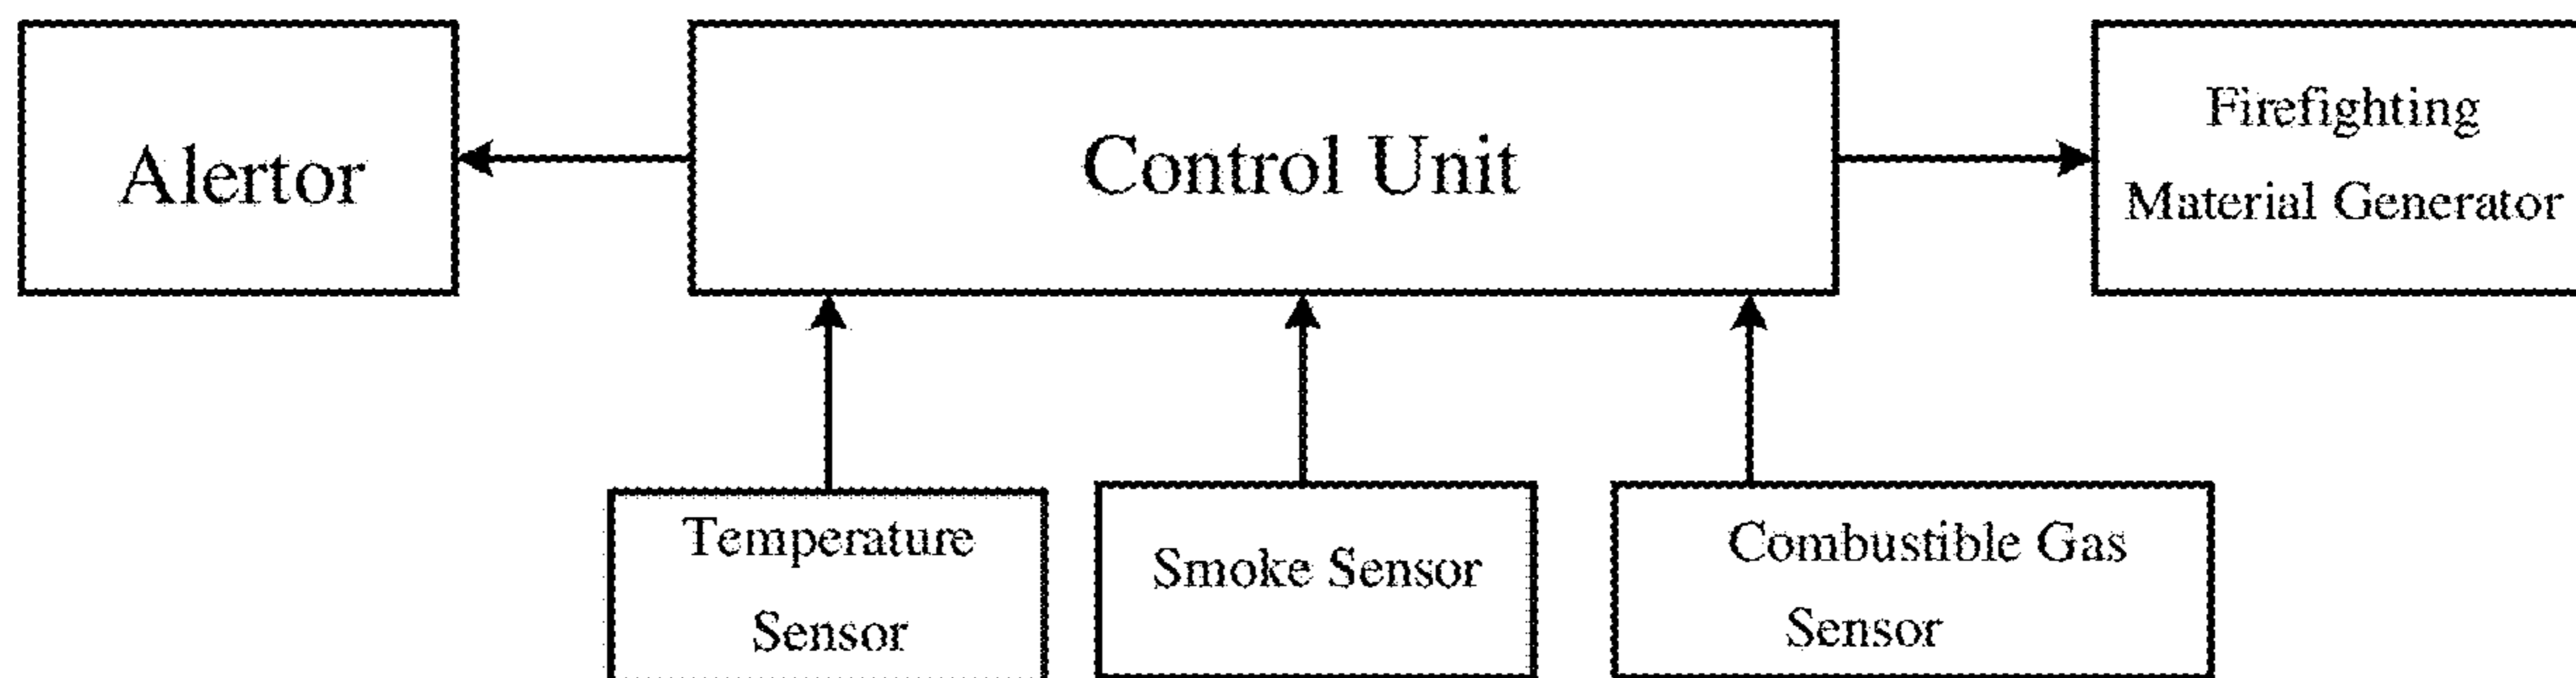 Alertor
Control Unit
Firefighting
Material Generator
Temperature
Sensor
Smoke Sensor
Combustible Gas
Sensor